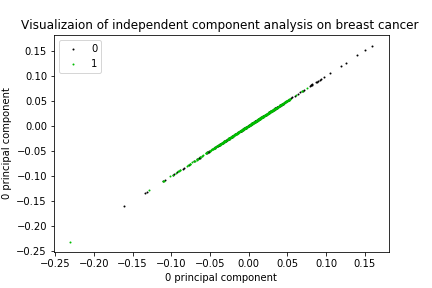 Visualizaion of independent component analysis on breast cancer
0
1
0.15
0.10
0.05
0.00
−0.05
−0.10
−0.15
−0.20
−0.25
0 principal component
−0.25 −0.20 −0.15 −0.10 −0.05 0.00 0.05 0.10 0.15
0 principal component